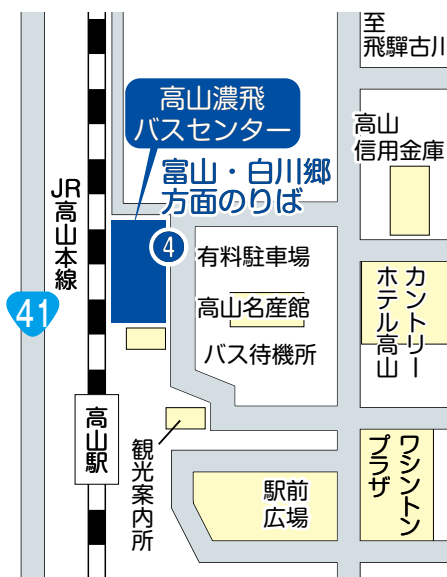 至
飛騨古川
高山濃飛
バスセンター
高山
信用金庫
富山・白川郷
方面のりば
JR高山本線
4
有料駐車場
41
高山名産館
カントリー
ホテル高山
バス待機所
高山駅
観光案内所
ワシントン
プラザ
駅前
広場